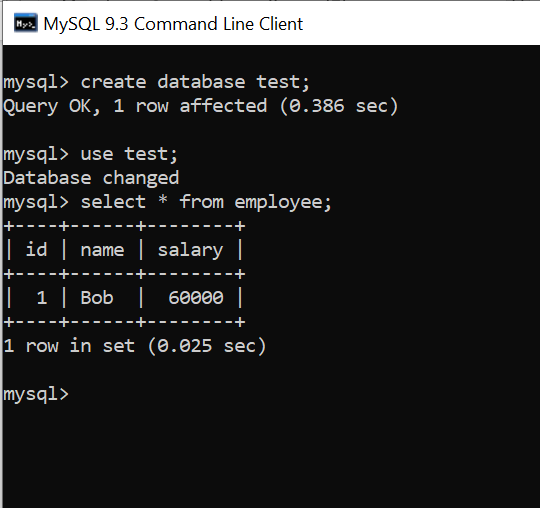 MySQL 9.3 Command Line Client
mysql> create database test;
Query OK, 1 row affected (0.386 sec)
mysql> use test;
Database changed
mysql> select * from employee;
+----+------+--------+
| id | name | salary |
+----+------+--------+
|  1 | Bob  |  60000 |
+----+------+--------+
1 row in set (0.025 sec)
mysql>